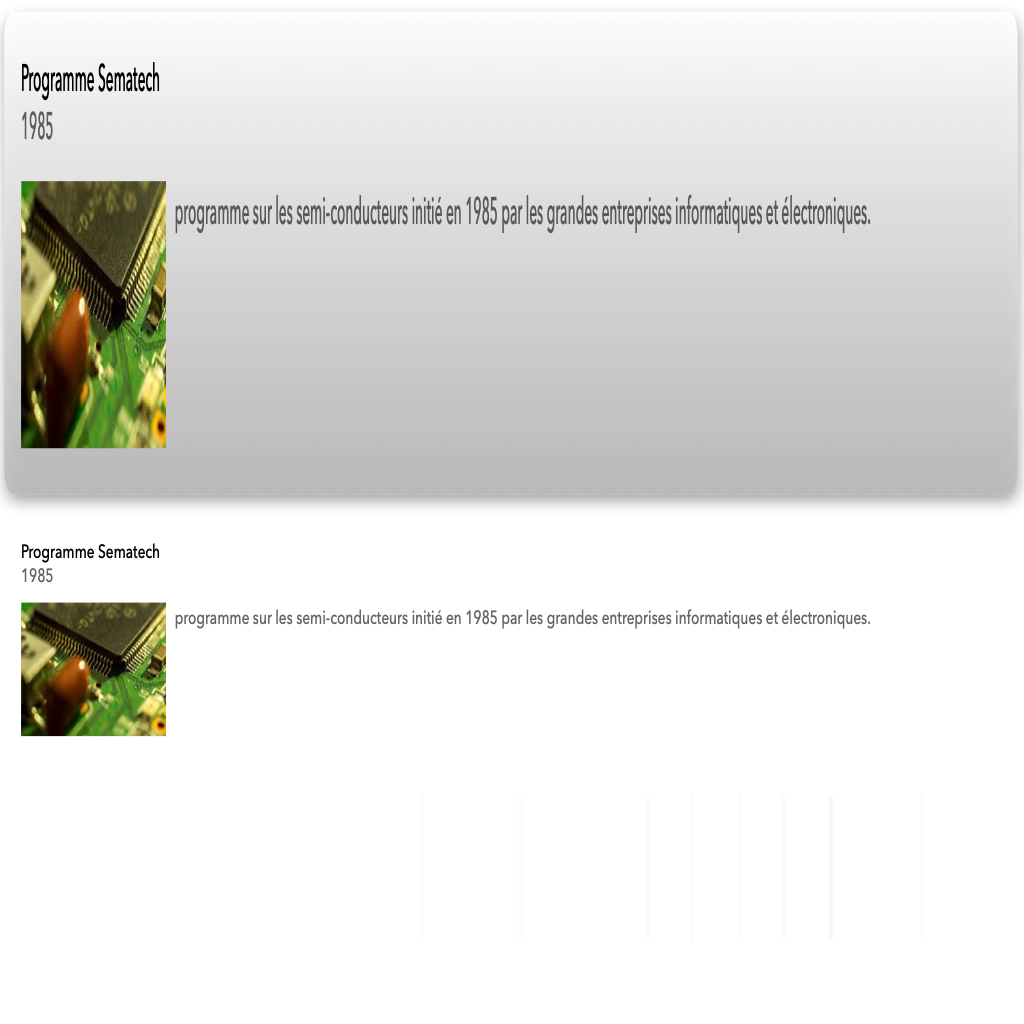 Programme Sematech
1985
programme sur les semi-conducteurs initié en 1985 par les grandes entreprises informatiques et électroniques.
Programme Sematech
1985
programme sur les semi-conducteurs initié en 1985 par les grandes entreprises informatiques et électroniques.